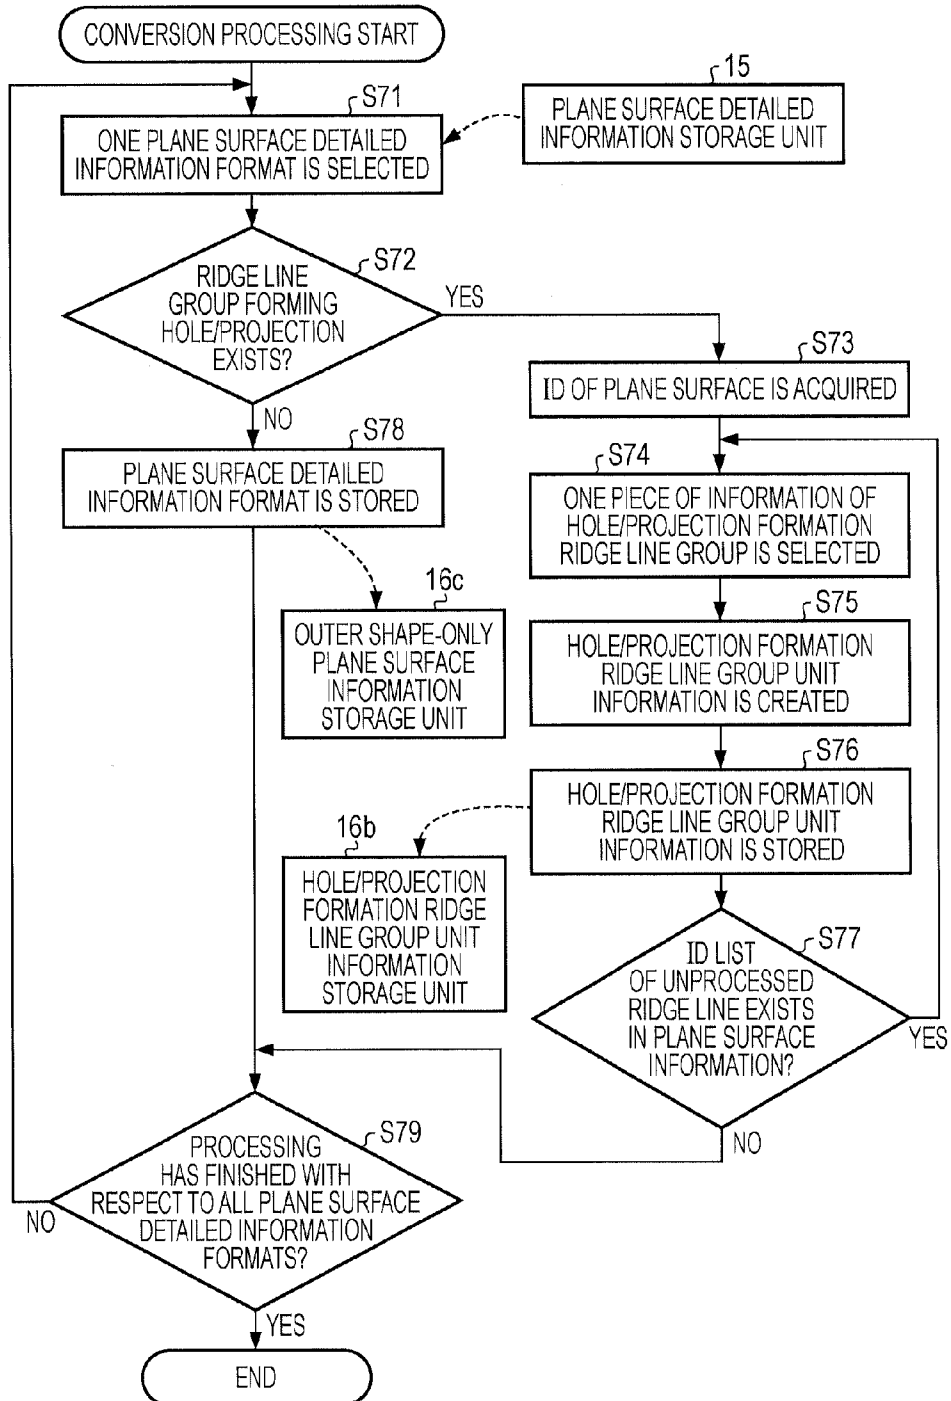 CONVERSION PROCESSING START
S71
ONE PLANE SURFACE DETAILED
INFORMATION FORMAT IS SELECTED
15
PLANE SURFACE DETAILED
INFORMATION STORAGE UNIT
S72
RIDGE LINE
GROUP FORMING
HOLE/PROJECTION
EXISTS?
YES
NO
S73
ID OF PLANE SURFACE IS ACQUIRED
S78
PLANE SURFACE DETAILED
INFORMATION FORMAT IS STORED
S74
ONE PIECE OF INFORMATION OF
HOLE/PROJECTION FORMATION
RIDGE LINE GROUP IS SELECTED
16c
OUTER SHAPE-ONLY
PLANE SURFACE
INFORMATION
STORAGE UNIT
S75
HOLE/PROJECTION FORMATION
RIDGE LINE GROUP UNIT
INFORMATION IS CREATED
S76
HOLE/PROJECTION FORMATION
RIDGE LINE GROUP UNIT
INFORMATION IS STORED
16b
HOLE/PROJECTION
FORMATION RIDGE
LINE GROUP UNIT
INFORMATION
STORAGE UNIT
S77
ID LIST
OF UNPROCESSED
RIDGE LINE EXISTS
IN PLANE SURFACE
INFORMATION?
YES
NO
S79
PROCESSING
HAS FINISHED WITH
RESPECT TO ALL PLANE SURFACE
DETAILED INFORMATION
FORMATS?
NO
YES
END